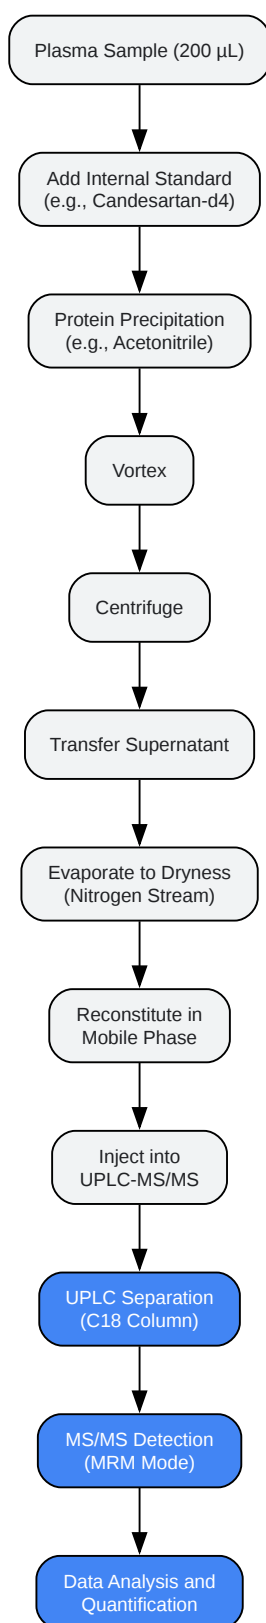 Plasma Sample (200 µL)
Add Internal Standard
(e.g., Candesartan-d4)
Protein Precipitation
(e.g., Acetonitrile)
Vortex
Centrifuge
Transfer Supernatant
Evaporate to Dryness
(Nitrogen Stream)
Reconstitute in
Mobile Phase
Inject into
UPLC-MS/MS
UPLC Separation
(C18 Column)
MS/MS Detection
(MRM Mode)
Data Analysis and
Quantification